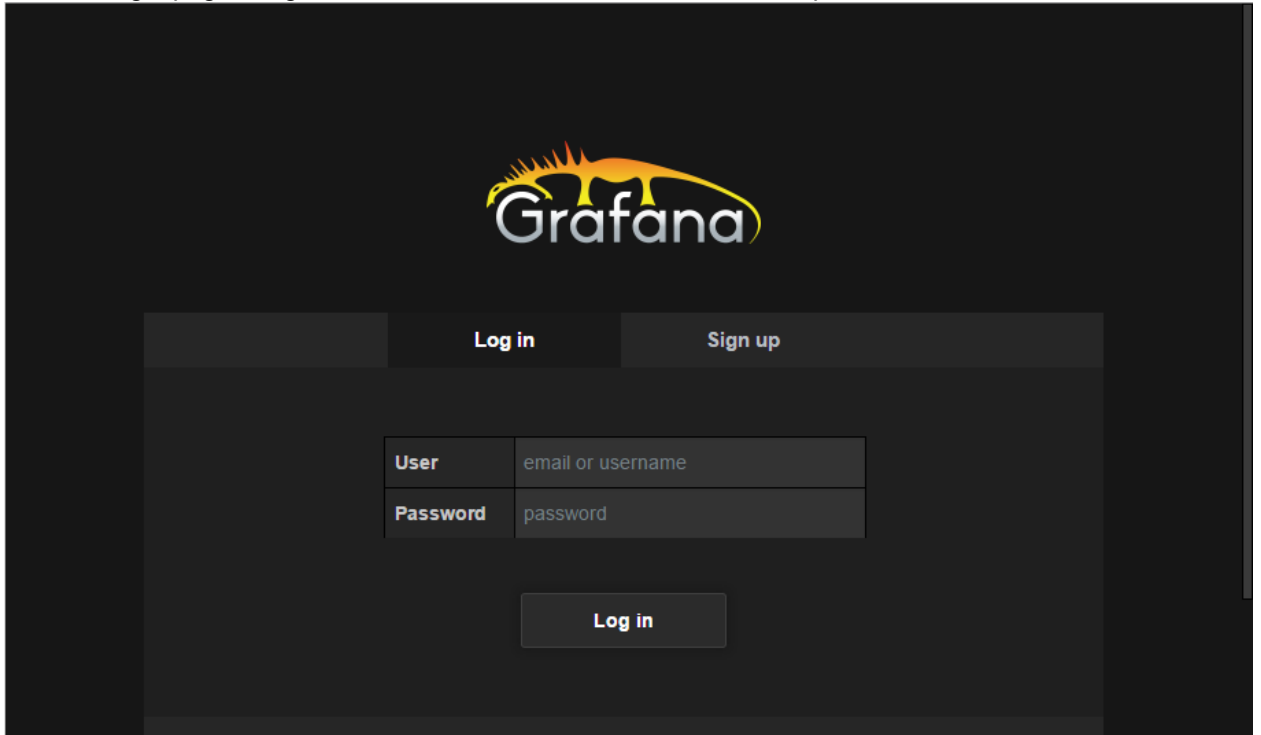 Grafana
Log in Sign up
User email or username
Password password
Log in